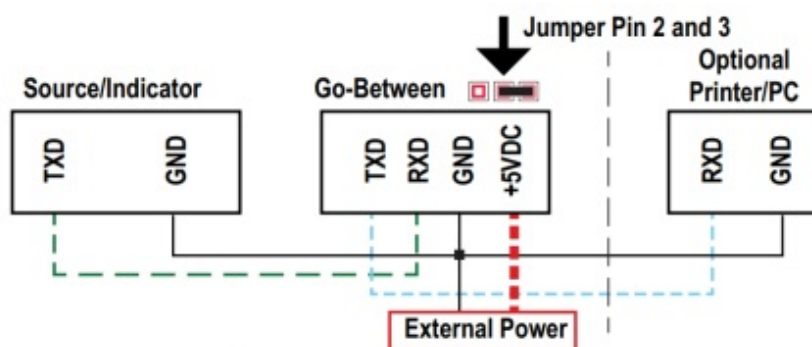 Jumper Pin 2 and 3
Source/Indicator
Go-Between
Optional
Printer/PC
TXD
GND
TXD
RXD
GND
+5VDC
RXD
GND
External Power